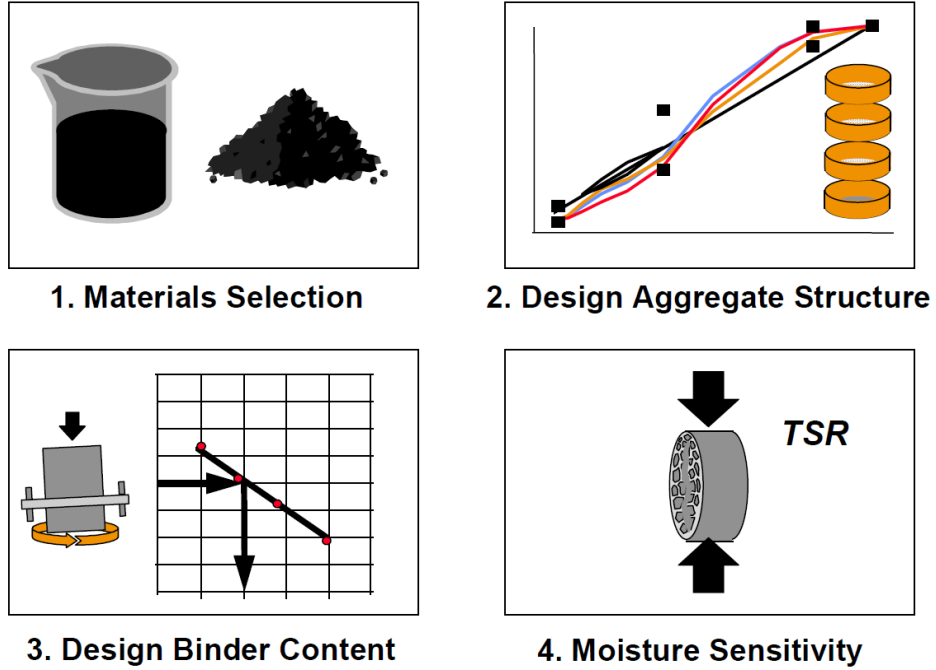 1. Materials Selection
2. Design Aggregate Structure
TSR
3. Design Binder Content
4. Moisture Sensitivity